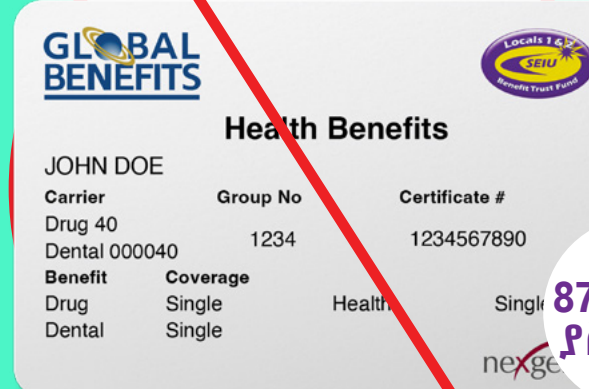 GLOBAL
BENEFITS
Locals 1 & 2
SEIU
Benefit Trust Fund
Health Benefits
JOHN DOE
Carrier Group No Certificate #
Drug 40
Dental 000040 1234 1234567890
Benefit Coverage
Drug Single Health Single
Dental Single
87